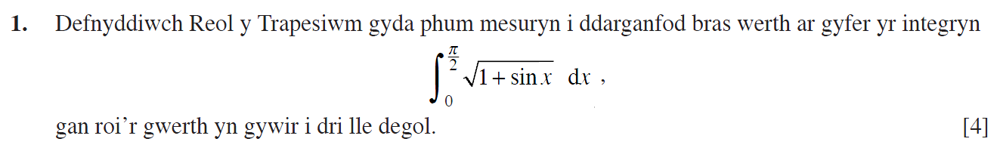 1. Defnyddiwch Reol y Trapesiwm gyda phum mesuryn i ddarganfod bras werth ar gyfer yr integryn
∫₀^{π/2} √(1 + sin x) dx ,
gan roi’r gwerth yn gywir i dri lle degol. [4]